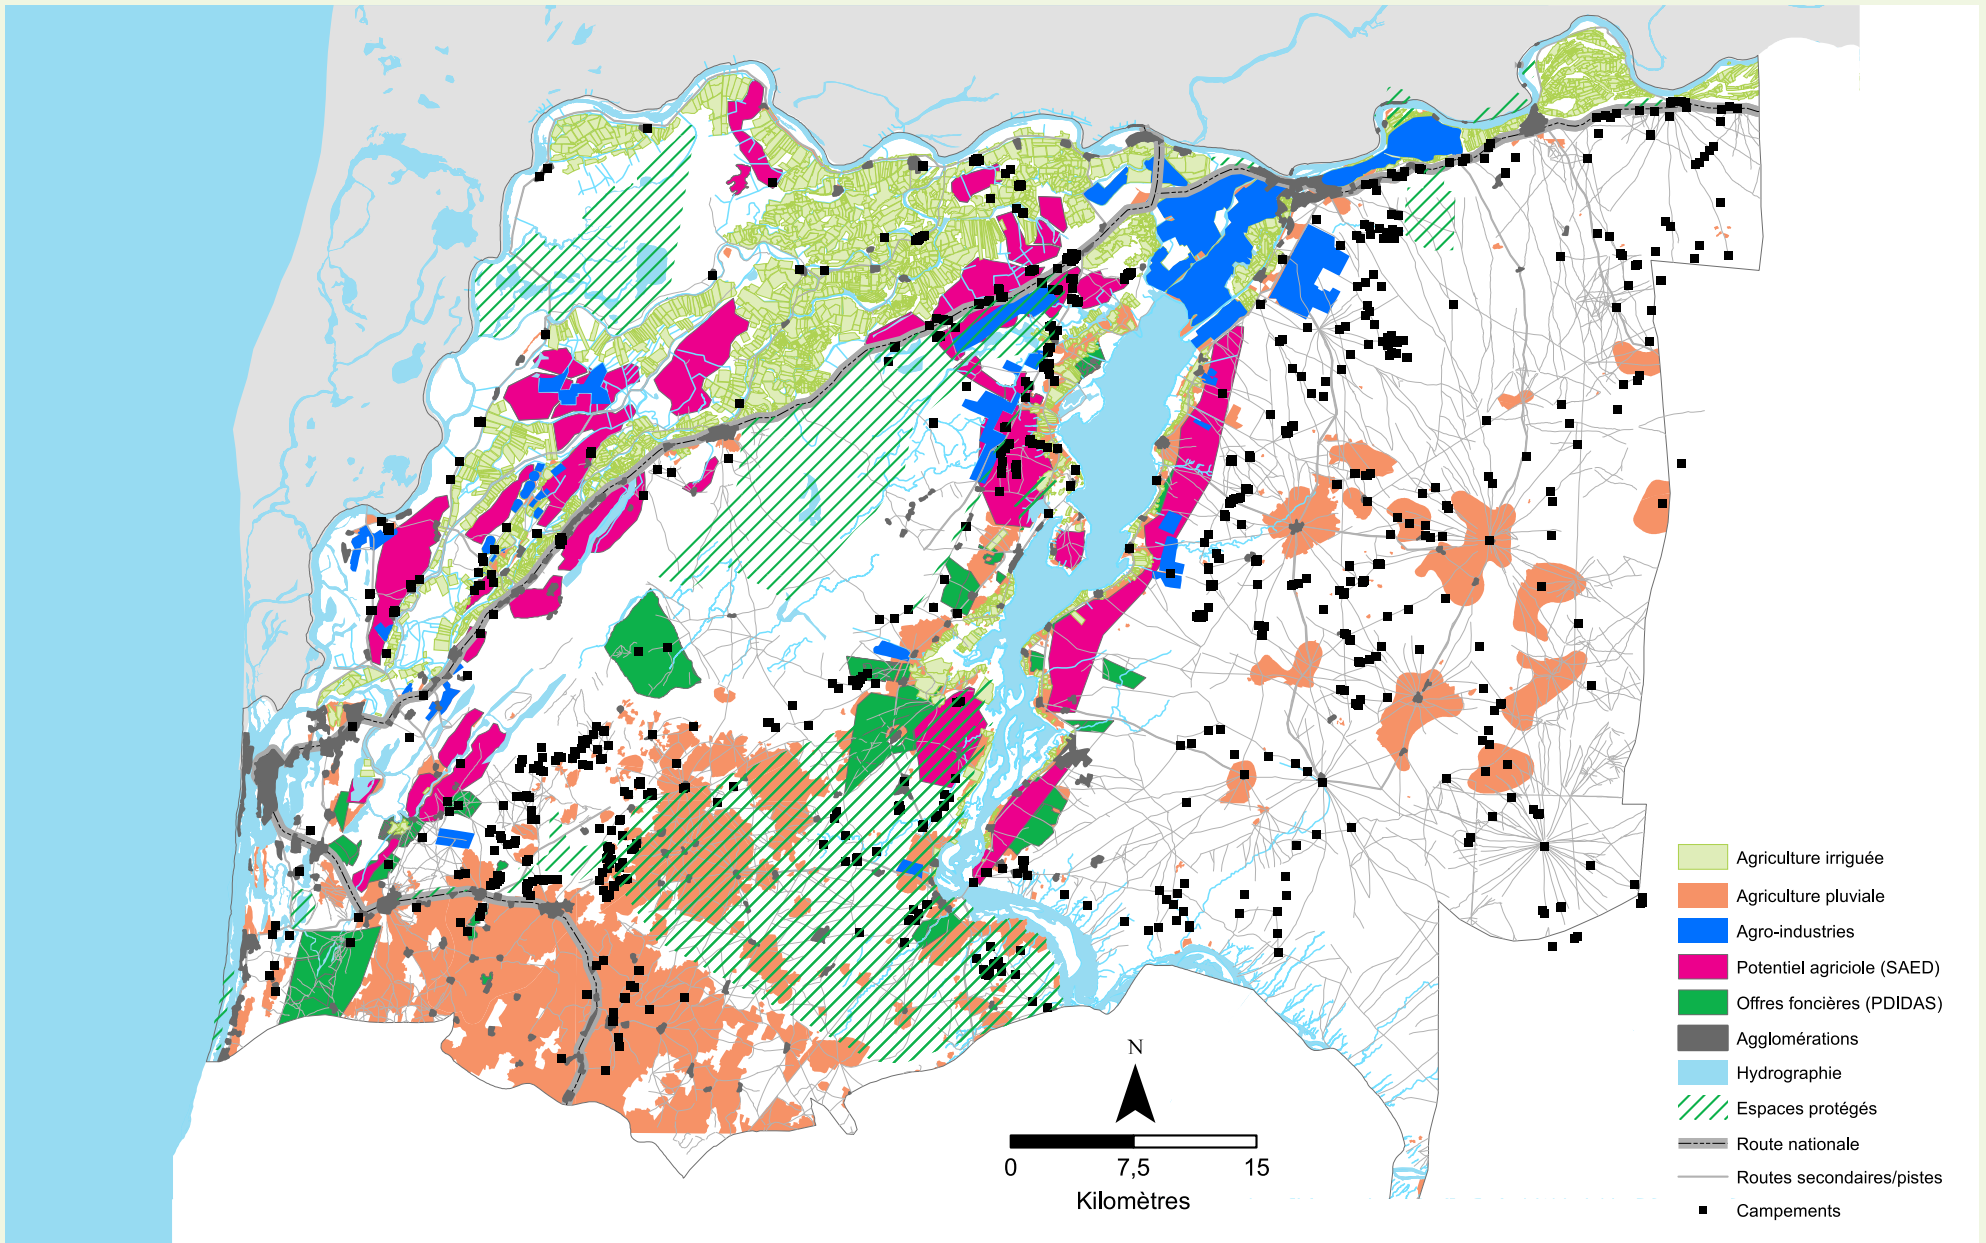 Agriculture irriguée
Agriculture pluviale
Agro-industries
Potentiel agriciole (SAED)
Offres foncières (PDIDAS)
Agglomérations
Hydrographie
Espaces protégés
Route nationale
Routes secondaires/pistes
Campements
N
0 7,5 15
Kilomètres